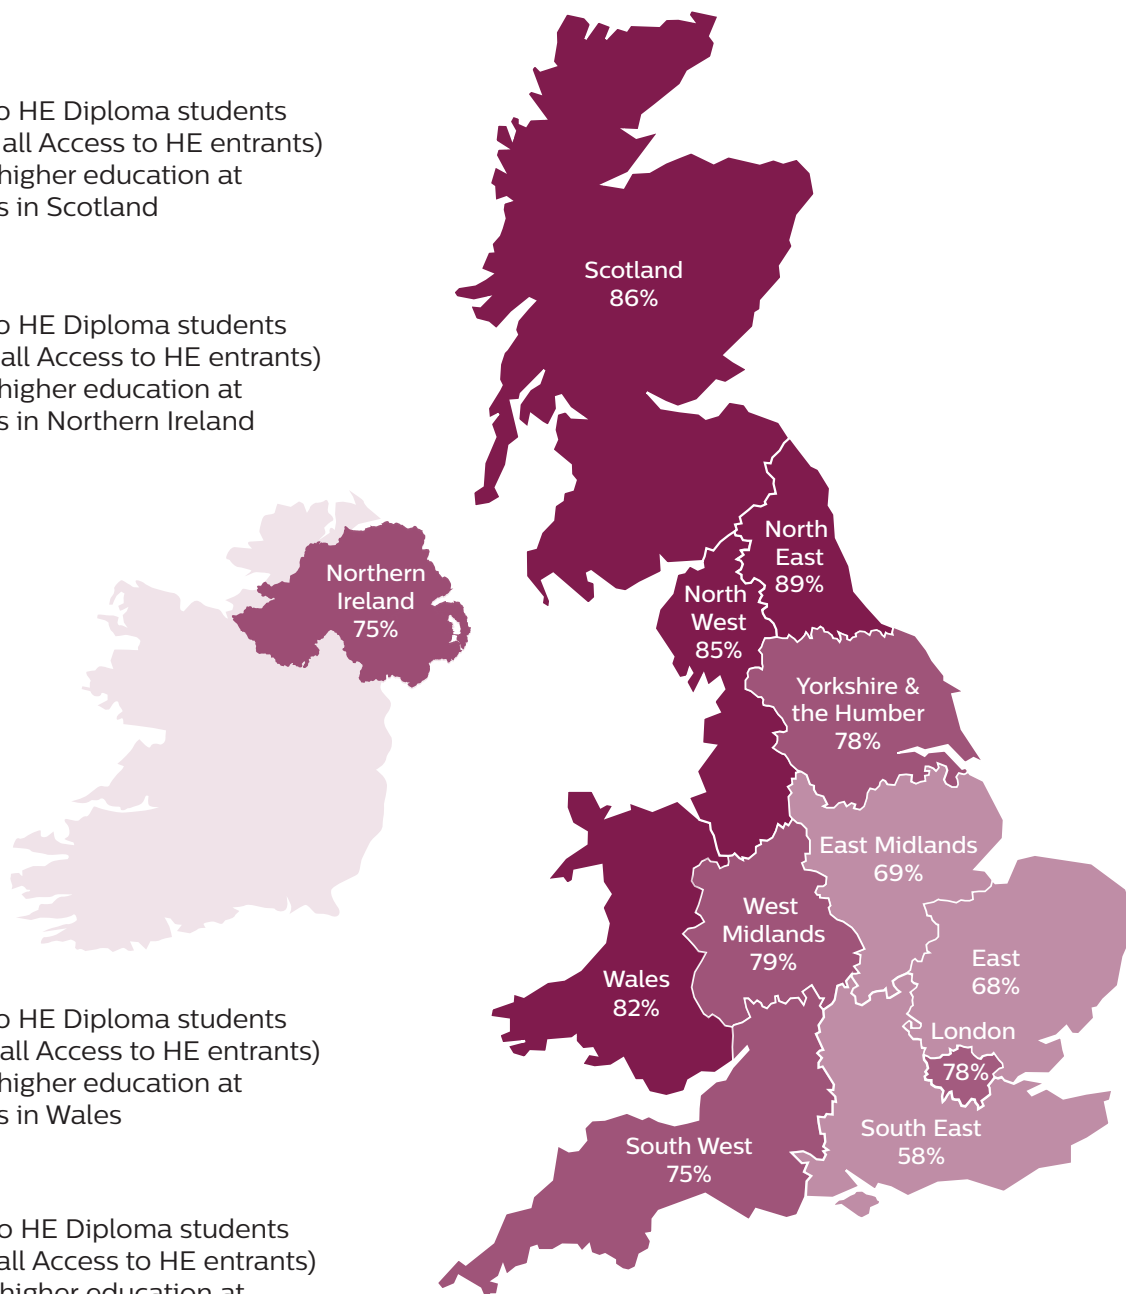 o HE Diploma students
all Access to HE entrants)
higher education at
s in Scotland
o HE Diploma students
all Access to HE entrants)
higher education at
s in Northern Ireland
Scotland
86%
North
East
89%
Northern
Ireland
75%
North
West
85%
Yorkshire &
the Humber
78%
East Midlands
69%
West
Midlands
79%
East
68%
Wales
82%
London
78%
South East
58%
South West
75%
o HE Diploma students
all Access to HE entrants)
higher education at
s in Wales
o HE Diploma students
all Access to HE entrants)
higher education at